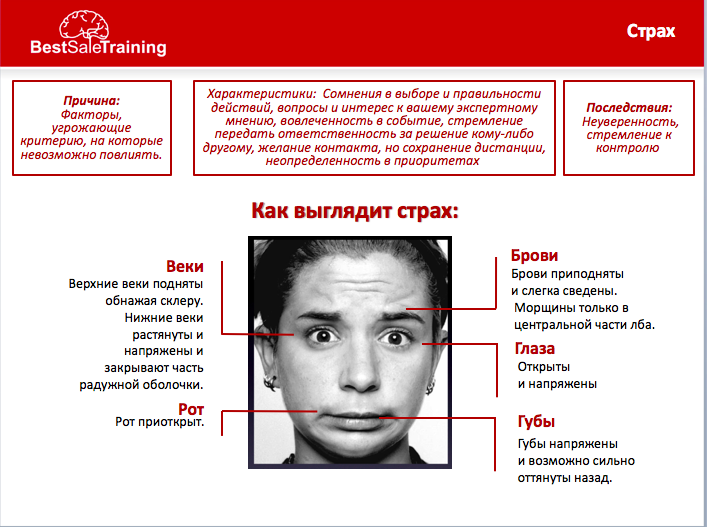 BestSaleTraining
Страх
Причина:
Факторы,
угрожающие
критерию, на которые
невозможно повлиять.
Характеристики: Сомнения в выборе и правильности
действий, вопросы и интерес к вашему экспертному
мнению, вовлеченность в событие, стремление
передать ответственность за решение кому-либо
другому, желание контакта, но сохранение дистанции,
неопределенность в приоритетах
Последствия:
Неуверенность,
стремление к
контролю
Как выглядит страх:
Веки
Верхние веки подняты
обнажая склеру.
Нижние веки
растянуты и
напряжены и
закрывают часть
радужной оболочки.
Рот
Рот приоткрыт.
Брови
Брови приподняты
и слегка сведены.
Морщины только в
центральной части лба.
Глаза
Открыты
и напряжены
Губы
Губы напряжены
и возможно сильно
оттянуты назад.